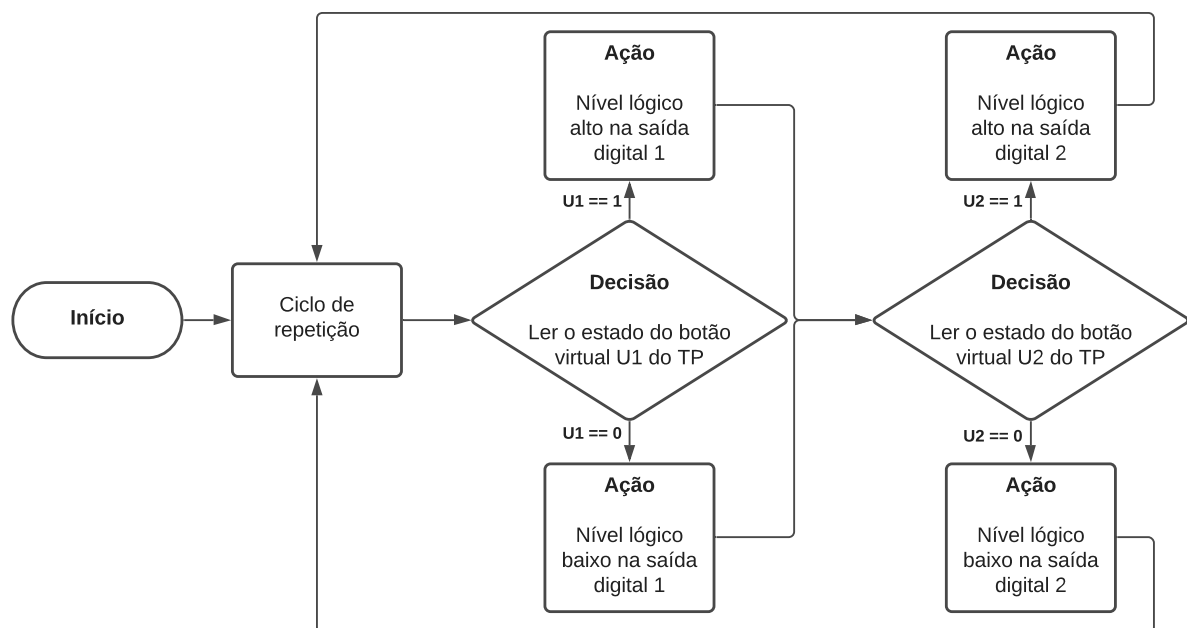 Início
Ciclo de
repetição
Ação
Nível lógico
alto na saída
digital 1
U1 == 1
Decisão
Ler o estado do botão
virtual U1 do TP
U1 == 0
Ação
Nível lógico
baixo na saída
digital 1
Ação
Nível lógico
alto na saída
digital 2
U2 == 1
Decisão
Ler o estado do botão
virtual U2 do TP
U2 == 0
Ação
Nível lógico
baixo na saída
digital 2